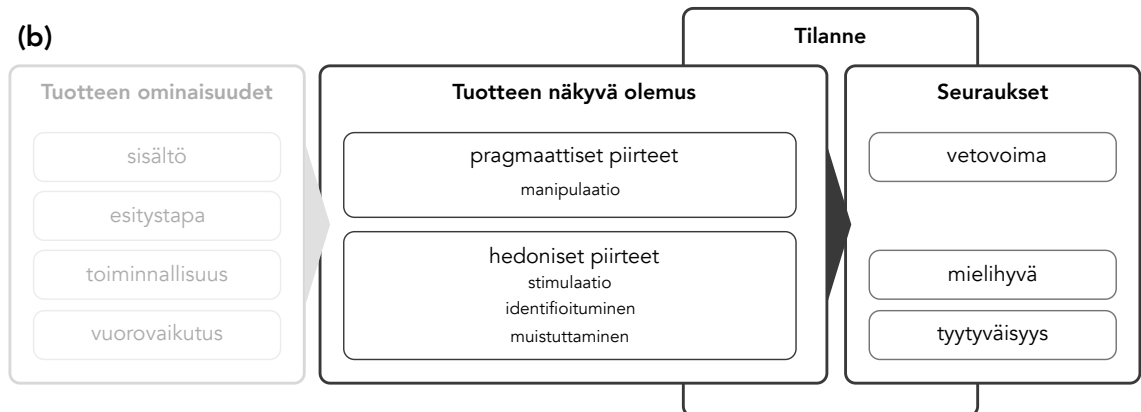 (b)
Tilanne
Tuotteen ominaisuudet
sisältö
esitystapa
toiminnallisuus
vuorovaikutus
Tuotteen näkyvä olemus
pragmaattiset piirteet
manipulaatio
hedoniset piirteet
stimulaatio
identifioituminen
muistuttaminen
Seuraukset
vetovoima
mielihyvä
tyytyväisyys